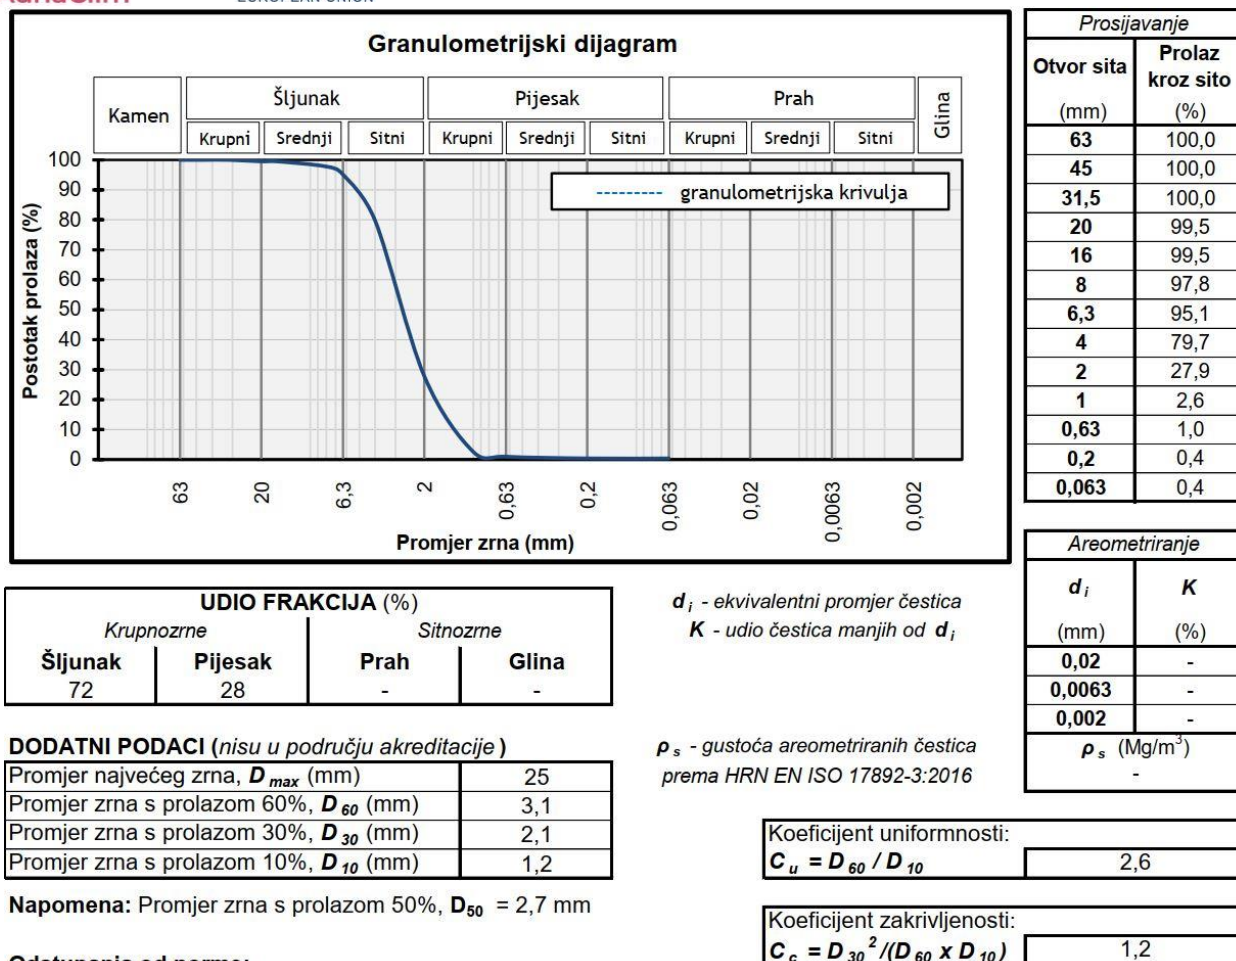 EUROPEAN UNION
Granulometrijski dijagram
Kamen
Šljunak
Pijesak
Prah
Glina
Krupni Srednji Sitni Krupni Srednji Sitni Krupni Srednji Sitni
granulometrijska krivulja
Postotak prolaza (%)
100
90
80
70
60
50
40
30
20
10
0
63 20 6,3 2 0,63 0,2 0,063 0,02 0,0063 0,002
Promjer zrna (mm)
Prosijavanje
Otvor sita Prolaz kroz sito
(mm) (%)
63 100,0
45 100,0
31,5 100,0
20 99,5
16 99,5
8 97,8
6,3 95,1
4 79,7
2 27,9
1 2,6
0,63 1,0
0,2 0,4
0,063 0,4
Areometriranje
d i K
(mm) (%)
0,02 -
0,0063 -
0,002 -
ρ s (Mg/m³)
-
UDIO FRAKCIJA (%)
Krupnozrne Sitnozrne
Šljunak Pijesak Prah Glina
72 28 - -
d i - ekvivalentni promjer čestica
K - udio čestica manjih od d i
DODATNI PODACI (nisu u području akreditacije)
Promjer najvećeg zrna, D max (mm) 25
Promjer zrna s prolazom 60%, D 60 (mm) 3,1
Promjer zrna s prolazom 30%, D 30 (mm) 2,1
Promjer zrna s prolazom 10%, D 10 (mm) 1,2
ρ s - gustoća areometriranih čestica
prema HRN EN ISO 17892-3:2016
Koeficijent uniformnosti:
C u = D 60 / D 10 2,6
Napomena: Promjer zrna s prolazom 50%, D50 = 2,7 mm
Koeficijent zakrivljenosti:
C c = D 30 ² /(D 60 x D 10) 1,2